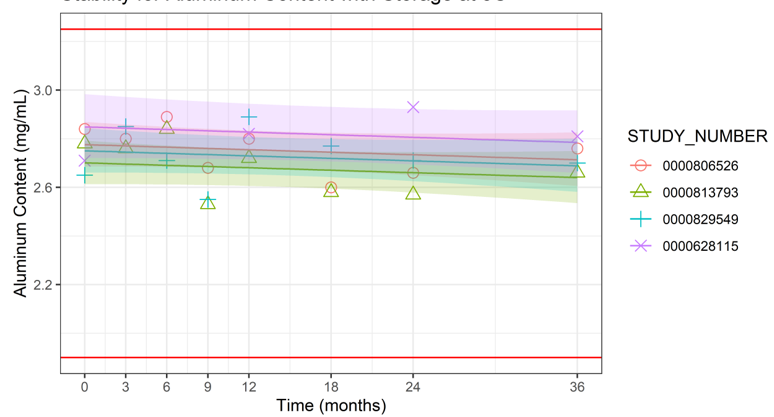 Aluminum Content (mg/mL)
3.0
2.6
2.2
0 3 6 9 12 18 24 36
Time (months)
STUDY_NUMBER
0000806526
0000813793
0000829549
0000628115